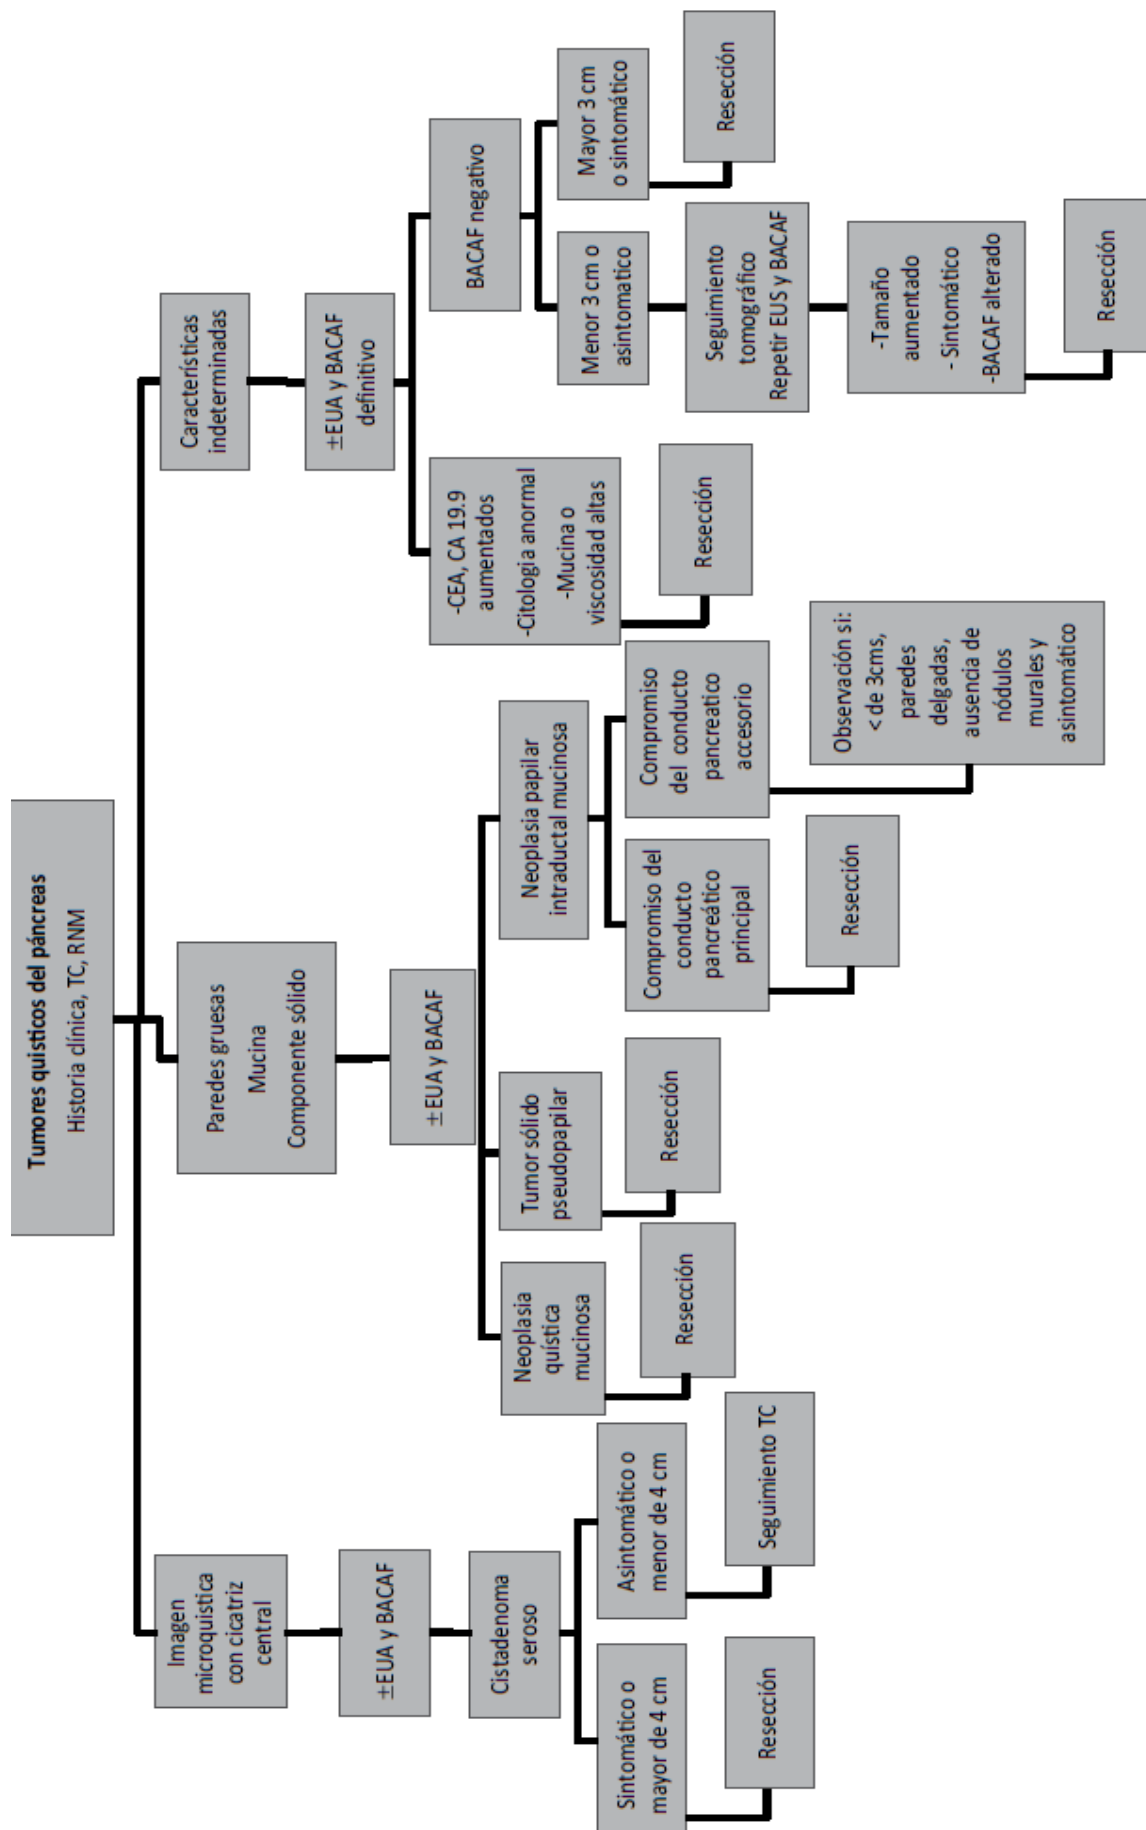 Tumores quisticos del páncreas
Historia clínica, TC, RNM
Imagen
microquistica
con cicatriz
central
±EUA y BACAF
Cistadenoma
seroso
Sintomático o
mayor de 4 cm
Resección
Asintomático o
menor de 4 cm
Seguimiento TC
Paredes gruesas
Mucina
Componente sólido
±EUA y BACAF
Neoplasia
quística
mucinosa
Resección
Tumor sólido
pseudopapilar
Resección
Neoplasia papilar
intraductal mucinosa
Compromiso del
conducto
pancreático
principal
Resección
Compromiso
del conducto
pancreatico
accesorio
Observación si:
< de 3cms,
paredes
delgadas,
ausencia de
nódulos
murales y
asintomático
Características
indeterminadas
±EUA y BACAF
definitivo
-CEA, CA 19.9
aumentados
-Citologia anormal
-Mucina o
viscosidad altas
Resección
BACAF negativo
Menor 3 cm o
asintomatico
Seguimiento
tomográfico
Repetir EUS y BACAF
-Tamaño
aumentado
- Sintomático
-BACAF alterado
Resección
Mayor 3 cm
o sintomático
Resección